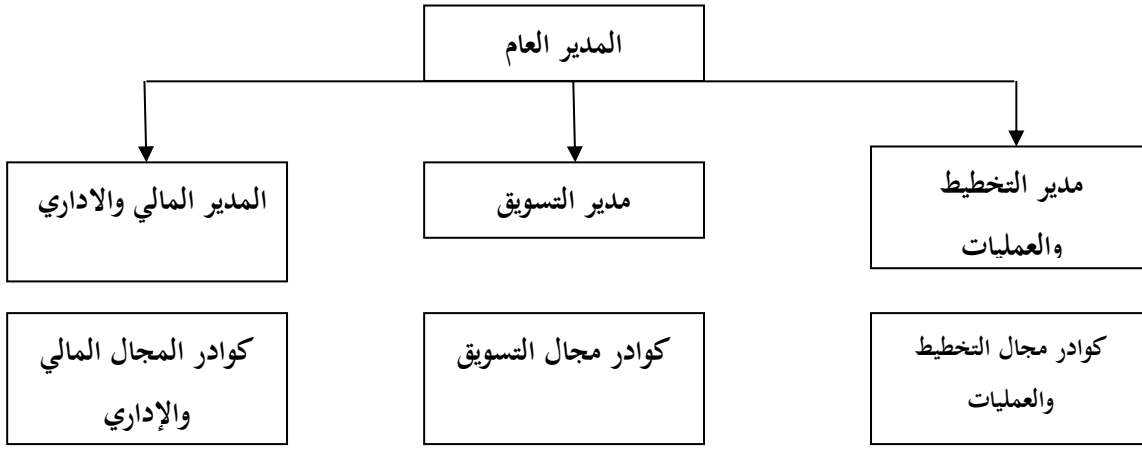 المدير العام
مدير التخطيط
والعمليات
مدير التسويق
المدير المالي والاداري
كوادر مجال التخطيط
والعمليات
كوادر مجال التسويق
كوادر المجال المالي
والإداري